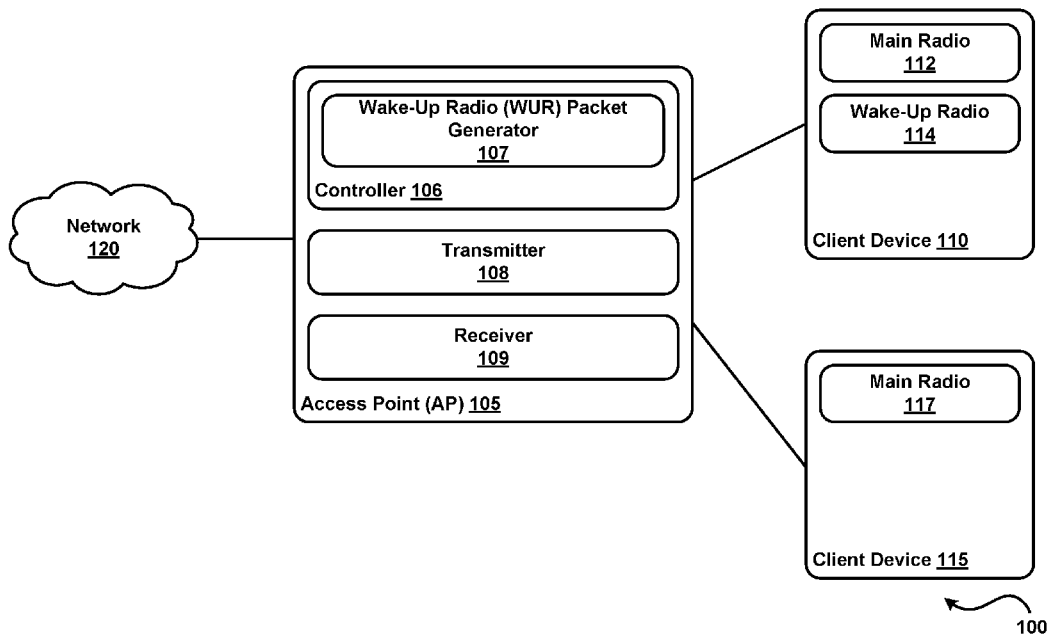 Network
120
Wake-Up Radio (WUR) Packet
Generator
107
Controller 106
Transmitter
108
Receiver
109
Access Point (AP) 105
Main Radio
112
Wake-Up Radio
114
Client Device 110
Main Radio
117
Client Device 115
100